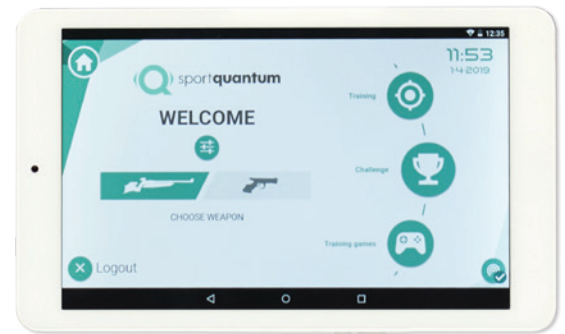 12:35
11:53
1-4-2019
sportquantum
WELCOME
Training
Challenge
CHOOSE WEAPON
Training games
Logout